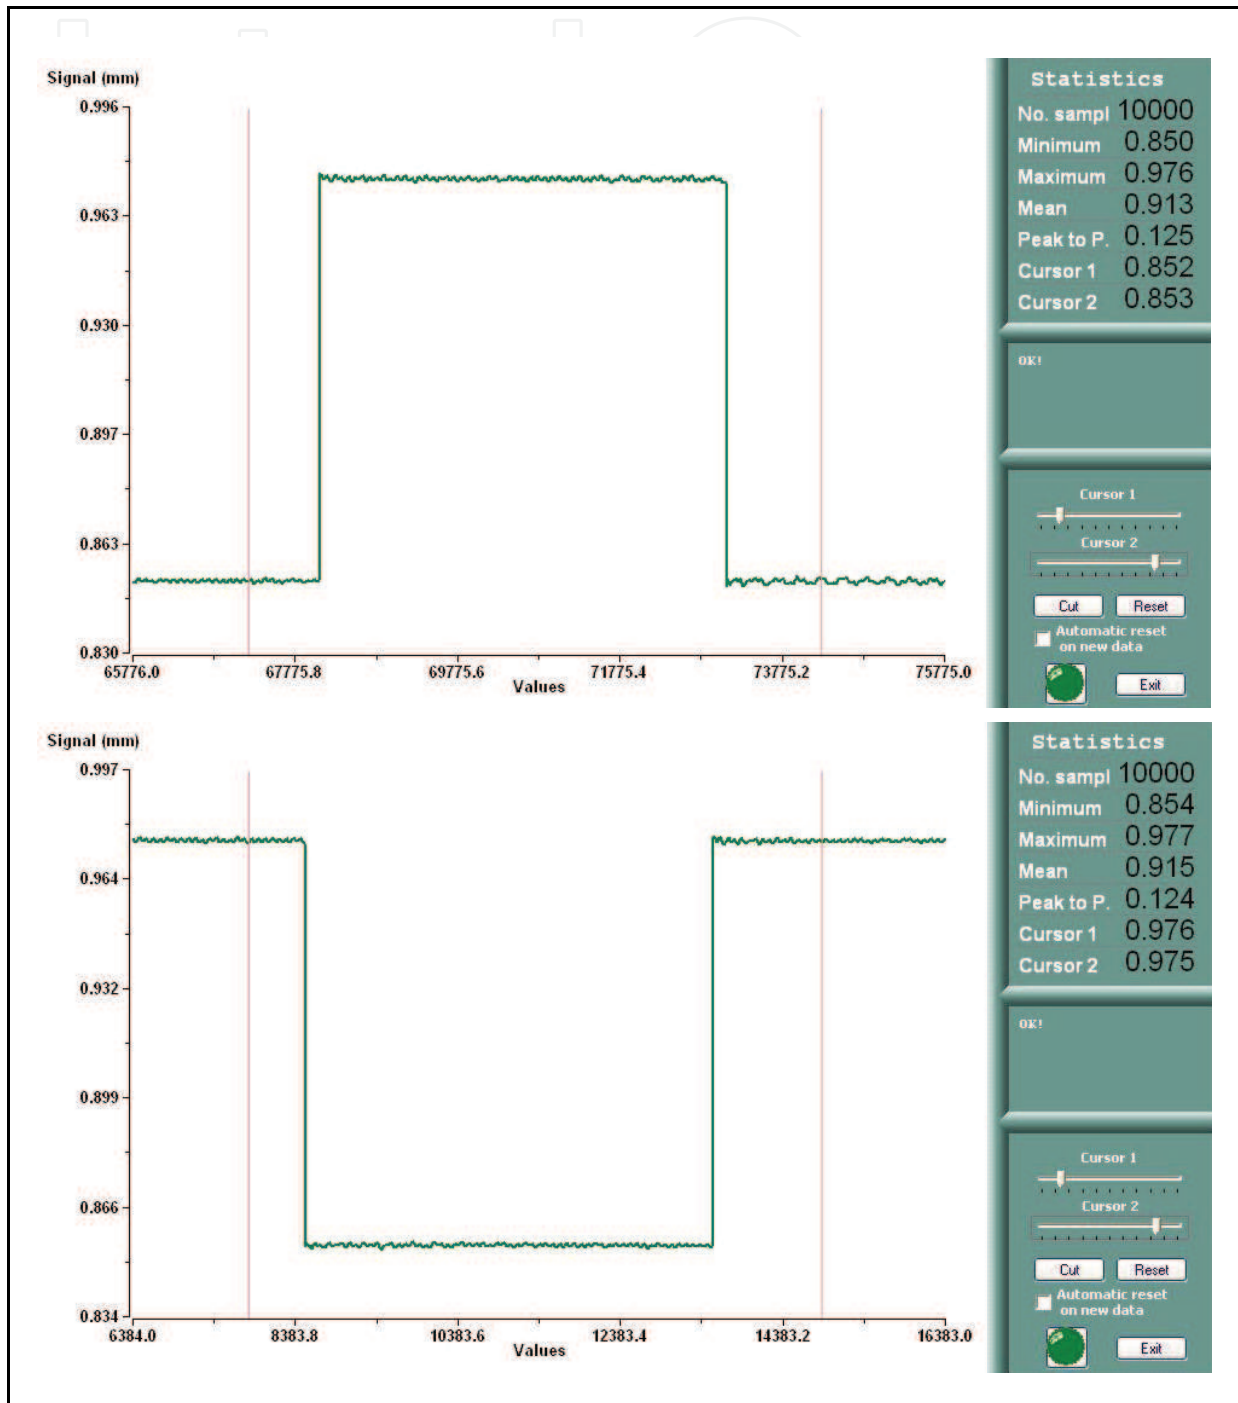 Signal (mm)
0.996
0.963
0.930
0.897
0.863
0.830
65776.0 67775.8 69775.6 71775.4 73775.2 75775.0
Values
Statistics
No. sampl 10000
Minimum 0.850
Maximum 0.976
Mean 0.913
Peak to P. 0.125
Cursor 1 0.852
Cursor 2 0.853
OK!
Cursor 1
Cursor 2
Cut Reset
Automatic reset
on new data
Exit
Signal (mm)
0.997
0.964
0.932
0.899
0.866
0.834
6384.0 8383.8 10383.6 12383.4 14383.2 16383.0
Values
Statistics
No. sampl 10000
Minimum 0.854
Maximum 0.977
Mean 0.915
Peak to P. 0.124
Cursor 1 0.976
Cursor 2 0.975
OK!
Cursor 1
Cursor 2
Cut Reset
Automatic reset
on new data
Exit